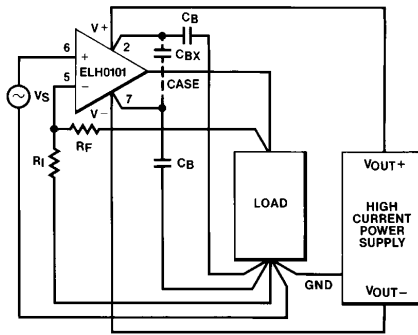 V+
2
CB
6
+
ELH0101
CBX
5
−
CASE
7
VS
V−
RF
RI
CB
LOAD
VOUT+
HIGH
CURRENT
POWER
SUPPLY
GND
VOUT−